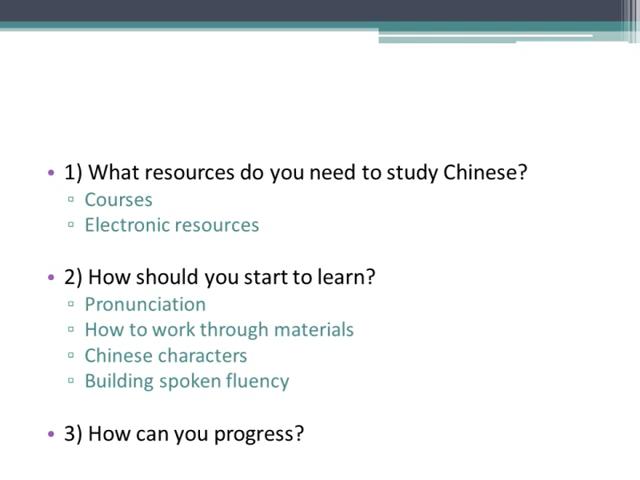 • 1) What resources do you need to study Chinese?
▫ Courses
▫ Electronic resources
• 2) How should you start to learn?
▫ Pronunciation
▫ How to work through materials
▫ Chinese characters
▫ Building spoken fluency
• 3) How can you progress?